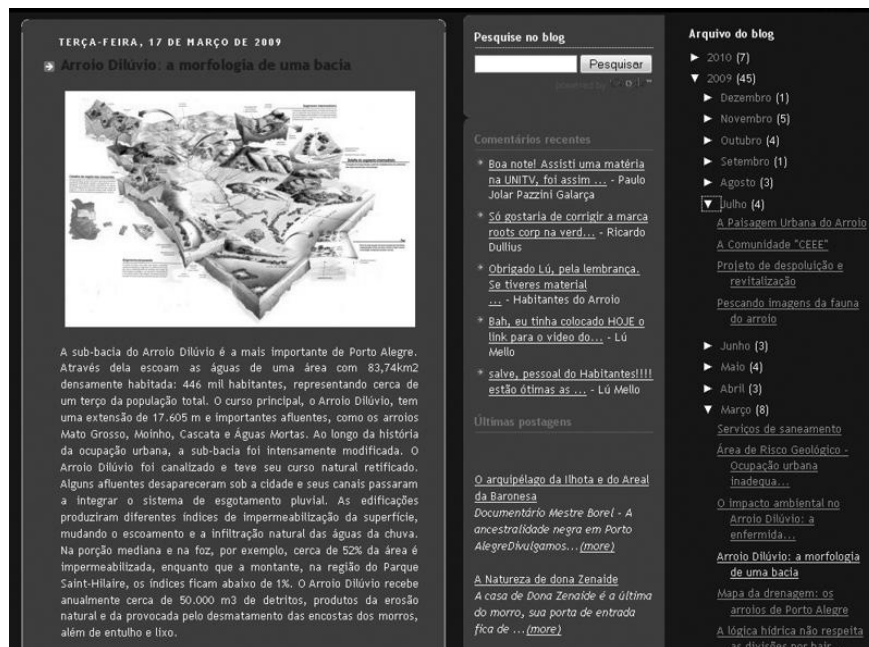 TERÇA-FEIRA, 17 DE MARÇO DE 2009
Arroio Dilúvio: a morfologia de uma bacia
A sub-bacia do Arroio Dilúvio é a mais importante de Porto Alegre.
Através dela escoam as águas de uma área com 83,74km2
densamente habitada: 446 mil habitantes, representando cerca de
um terço da população total. O curso principal, o Arroio Dilúvio, tem
uma extensão de 17.605 m e importantes afluentes, como os arroios
Mato Grosso, Moinho, Cascata e Águas Mortas. Ao longo da história
da ocupação urbana, a sub-bacia foi intensamente modificada. O
Arroio Dilúvio foi canalizado e teve seu curso natural retificado.
Alguns afluentes desapareceram sob a cidade e seus canais passaram
a integrar o sistema de esgotamento pluvial. As edificações
produziram diferentes índices de impermeabilização da superfície,
mudando o escoamento e a infiltração natural das águas da chuva.
Na porção mediana e na foz, por exemplo, cerca de 52% da área é
impermeabilizada, enquanto que a montante, na região do Parque
Saint-Hilaire, os índices ficam abaixo de 1%. O Arroio Dilúvio recebe
anualmente cerca de 50.000 m3 de detritos, produtos da erosão
natural e da provocada pelo desmatamento das encostas dos morros,
além de entulho e lixo.
Pesquise no blog
Pesquisar
powered by
Comentários recentes
Boa note! Assisti uma matéria
na UNITV, foi assim ... - Paulo
Jolar Pazzini Galarça
Só gostaria de corrigir a marca
roots corp na verd... - Ricardo
Dullius
Obrigado Lú, pela lembrança.
Se tiveres material
... - Habitantes do Arroio
Bah, eu tinha colocado HOJE o
link para o video do... - Lú
Mello
salve, pessoal do Habitantes!!!!
estão ótimas as ... - Lú Mello
Últimas postagens
O arquipélago da Ilhota e do Areal
da Baronesa
Documentário Mestre Borel - A
ancestralidade negra em Porto
AlegreDivulgamos...(more)
A Natureza de dona Zenaide
A casa de Dona Zenaide é a última
do morro, sua porta de entrada
fica de ...(more)
Arquivo do blog
► 2010 (7)
▼ 2009 (45)
► Dezembro (1)
► Novembro (5)
► Outubro (4)
► Setembro (1)
► Agosto (3)
▼ Julho (4)
A Paisagem Urbana do Arroio
A Comunidade "CEEE"
Projeto de despoluição e
revitalização
Pescando imagens da fauna
do arroio
► Junho (3)
► Maio (4)
► Abril (3)
▼ Março (8)
Serviços de saneamento
Área de Risco Geológico -
Ocupação urbana
inadequa...
O impacto ambiental no
Arroio Dilúvio: a
enfermida...
Arroio Dilúvio: a morfologia
de uma bacia
Mapa da drenagem: os
arroios de Porto Alegre
A lógica hídrica não respeita
as divisões por bair